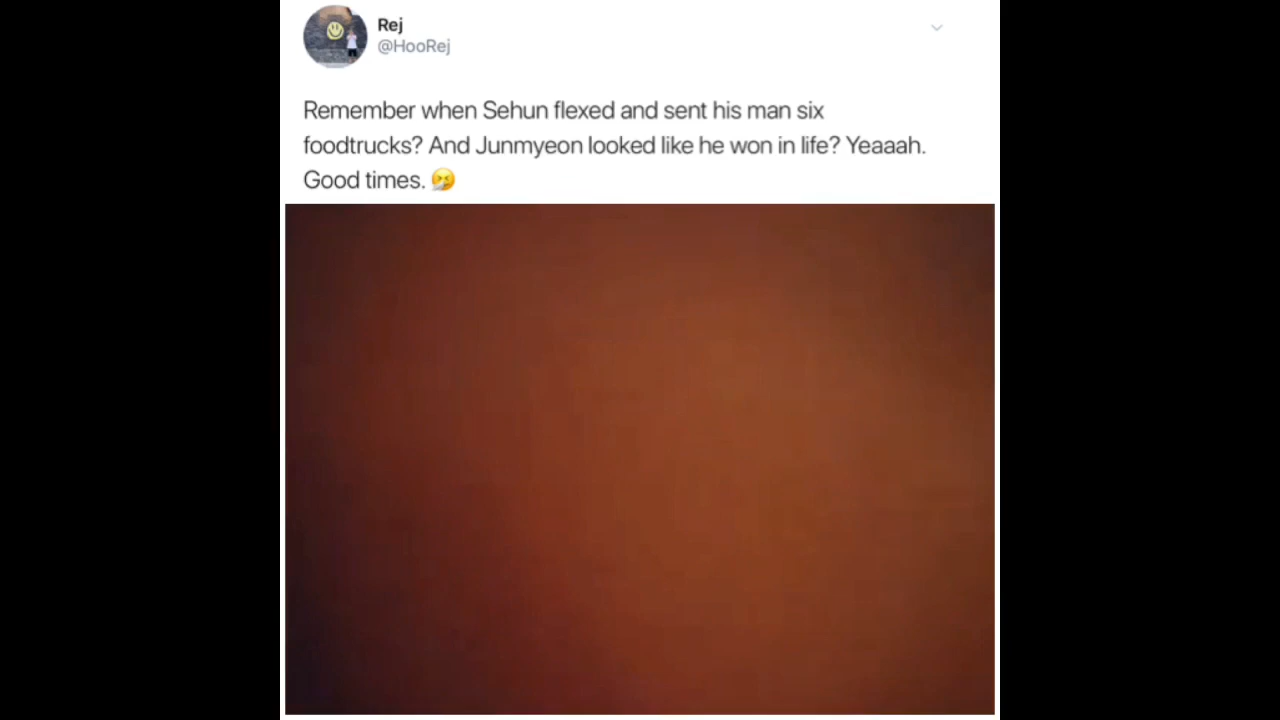 Rej
@HooRej
Remember when Sehun flexed and sent his man six
foodtrucks? And Junmyeon looked like he won in life? Yeaaah.
Good times. 🤧